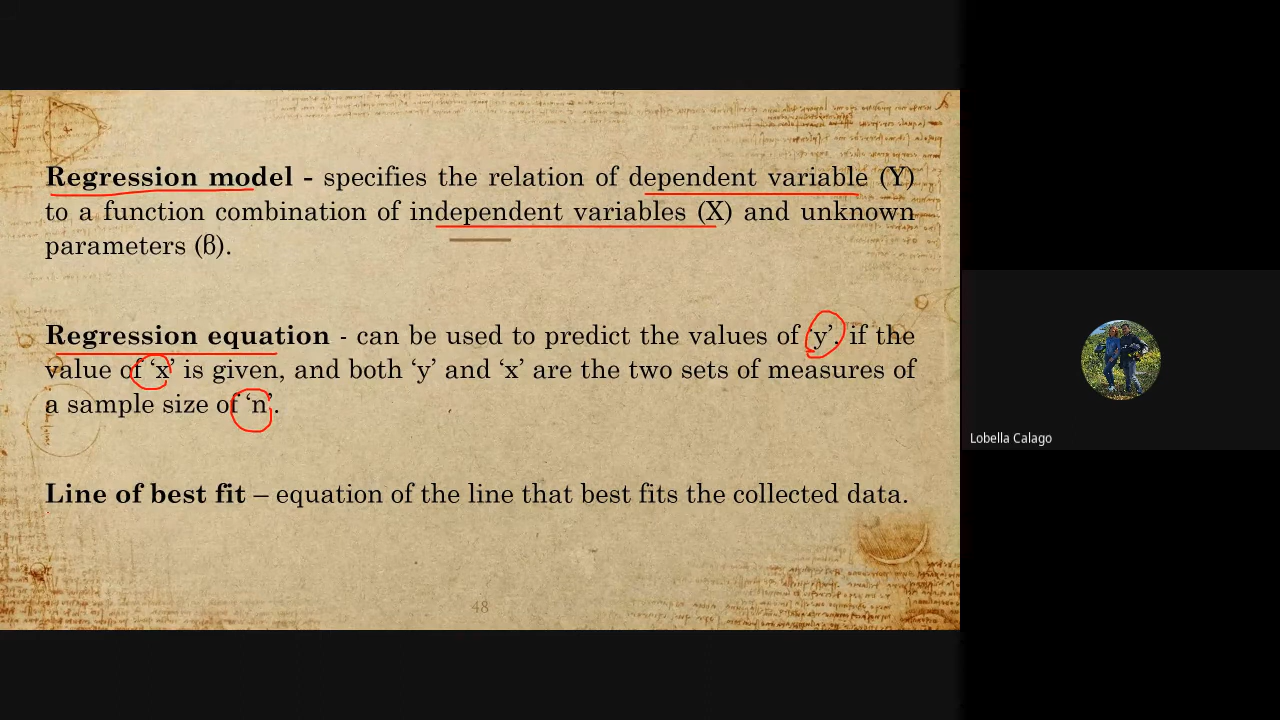 Regression model - specifies the relation of dependent variable (Y)
to a function combination of independent variables (X) and unknown
parameters (β).
Regression equation - can be used to predict the values of ‘y’. if the
value of ‘x’ is given, and both ‘y’ and ‘x’ are the two sets of measures of
a sample size of ‘n’.
Line of best fit – equation of the line that best fits the collected data.
48
Lobella Calago